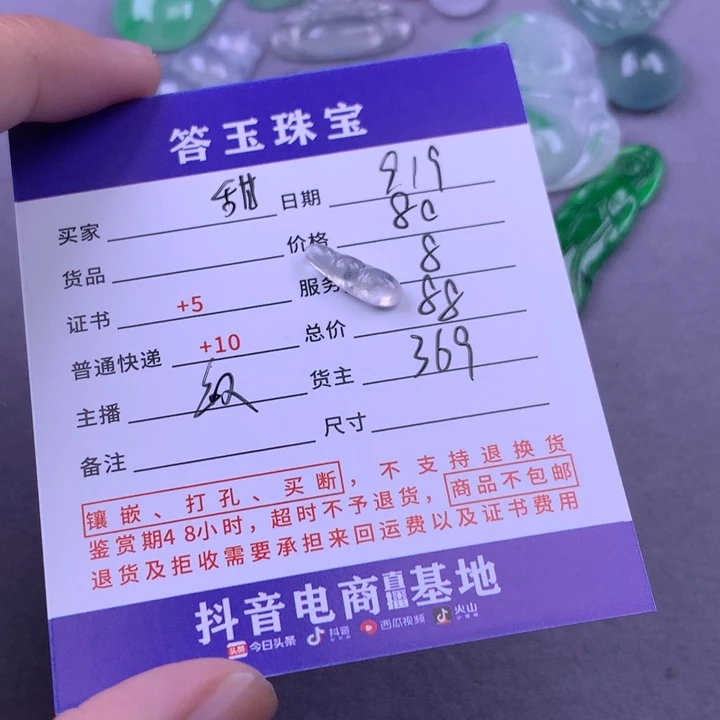 答玉珠宝
买家 甜 日期 919
货品 价格 80
证书 +5 服务 8
普通快递 +10 总价 88
主播 货主 369
备注 尺寸
镶嵌、打孔、买断，不支持退换货
鉴赏期48小时，超时不予退货，商品不包邮
退货及拒收需要承担来回运费以及证书费用
抖音电商直播基地
头条 今日头条 抖音 西瓜视频 火山